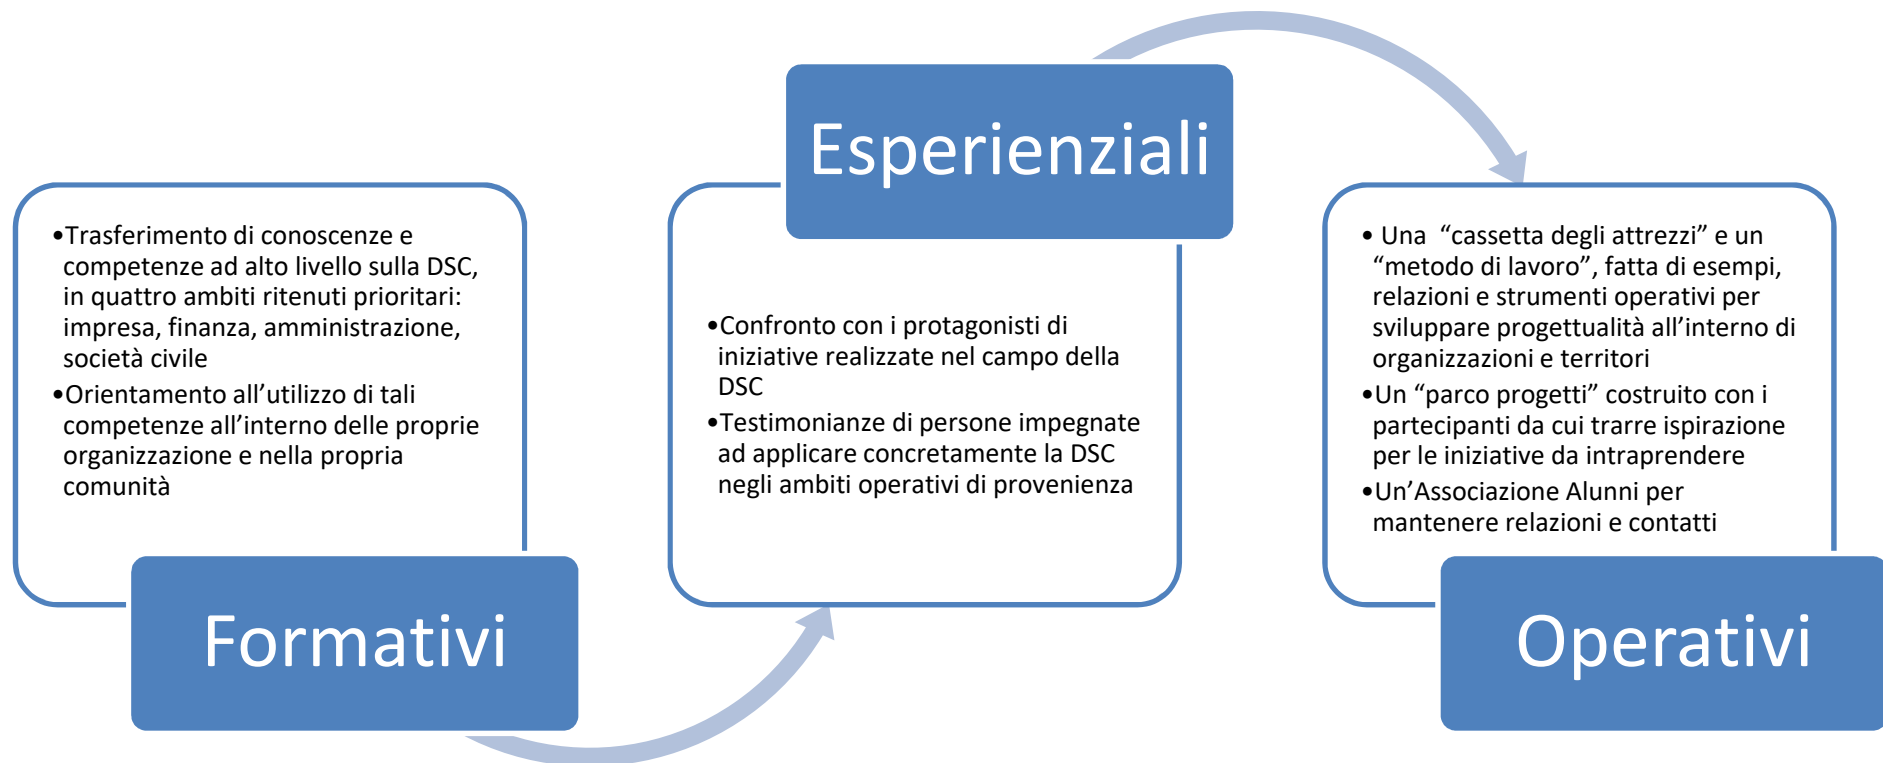 •Trasferimento di conoscenze e
competenze ad alto livello sulla DSC,
in quattro ambiti ritenuti prioritari:
impresa, finanza, amministrazione,
società civile
•Orientamento all’utilizzo di tali
competenze all’interno delle proprie
organizzazione e nella propria
comunità
Formativi
Esperienziali
•Confronto con i protagonisti di
iniziative realizzate nel campo della
DSC
•Testimonianze di persone impegnate
ad applicare concretamente la DSC
negli ambiti operativi di provenienza
• Una “cassetta degli attrezzi” e un
“metodo di lavoro”, fatta di esempi,
relazioni e strumenti operativi per
sviluppare progettualità all’interno di
organizzazioni e territori
•Un “parco progetti” costruito con i
partecipanti da cui trarre ispirazione
per le iniziative da intraprendere
•Un’Associazione Alunni per
mantenere relazioni e contatti
Operativi